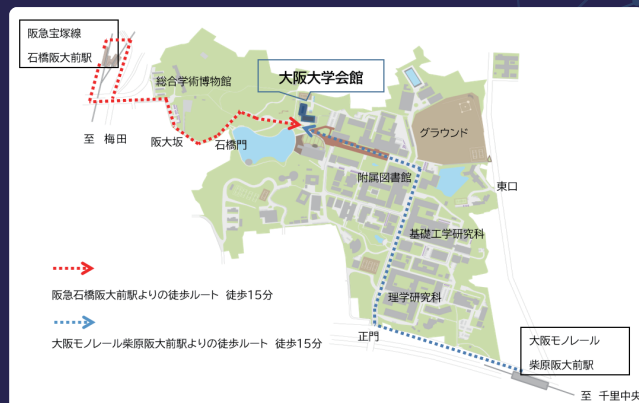 阪急宝塚線
石橋阪大前駅
総合学術博物館
大阪大学会館
グラウンド
至 梅田
阪大坂
石橋門
附属図書館
東口
基礎工学研究科
理学研究科
阪急石橋阪大前駅よりの徒歩ルート 徒歩15分
大阪モノレール柴原阪大前駅よりの徒歩ルート 徒歩15分
正門
大阪モノレール
柴原阪大前駅
至 千里中央